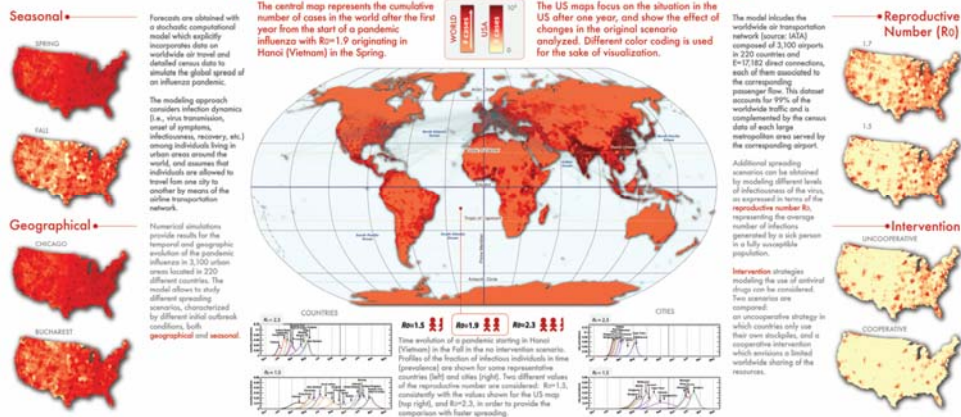 Seasonal
SPRING
FALL
Geographical
CHICAGO
BUCHAREST
Forecasts are obtained with
a stochastic computational
model which explicitly
incorporates data on
worldwide air travel and
detailed census data to
simulate the global spread of
an influenza pandemic.
The modeling approach
considers infection dynamics
(i.e., virus transmission,
onset of symptoms,
infectiousness, recovery, etc.)
among individuals living in
urban areas around the
world, and assumes that
individuals are allowed to
travel from one city to
another by means of the
airline transportation
network.
Numerical simulations
provide results for the
temporal and geographic
evolution of the pandemic
influenza in 3,100 urban
areas located in 220
different countries. The
model allows to study
different spreading
scenarios, characterized
by different initial outbreak
conditions, both
geographical and seasonal.
The central map represents the cumulative
number of cases in the world after the first
year from the start of a pandemic
influenza with R0=1.9 originating in
Hanoi (Vietnam) in the Spring.
WORLD
# cases
USA
# cases
0
The US maps focus on the situation in the
US after one year, and show the effect of
changes in the original scenario
analyzed. Different color coding is used
for the sake of visualization.
Tropic of Capricorn
Antarctic Circle
COUNTRIES
R0=1.5
R0=1.9
R0=2.3
CITIES
Time evolution of a pandemic starting in Hanoi
(Vietnam) in the Fall in the no intervention scenario.
Profiles of the fraction of infectious individuals in time
(prevalence) are shown for some representative
countries (left) and cities (right). Two different values
of the reproductive number are considered: R0=1.5,
consistently with the values shown for the US map
(top right), and R0=2.3, in order to provide the
comparison with faster spreading.
The model inlcudes the
worldwide air transportation
network (source: IATA)
composed of 3,100 airports
in 220 countries and
E=17,182 direct connections,
each of them associated to
the corresponding
passenger flow. This dataset
accounts for 99% of the
worldwide traffic and is
complemented by the census
data of each large
metropolitan area served by
the corresponding airport.
Additional spreading
scenarios can be obtained
by modeling different levels
of infectiousness of the virus,
as expressed in terms of the
reproductive number R0,
representing the average
number of infections
generated by a sick person
in a fully susceptible
population.
Intervention strategies
modeling the use of antiviral
drugs can be considered.
Two scenarios are
compared:
an uncooperative strategy in
which countries only use
their own stockpiles, and a
cooperative intervention
which envisions a limited
worldwide sharing of the
resources.
Reproductive
Number (R0)
1.7
1.5
Intervention
UNCOOPERATIVE
COOPERATIVE